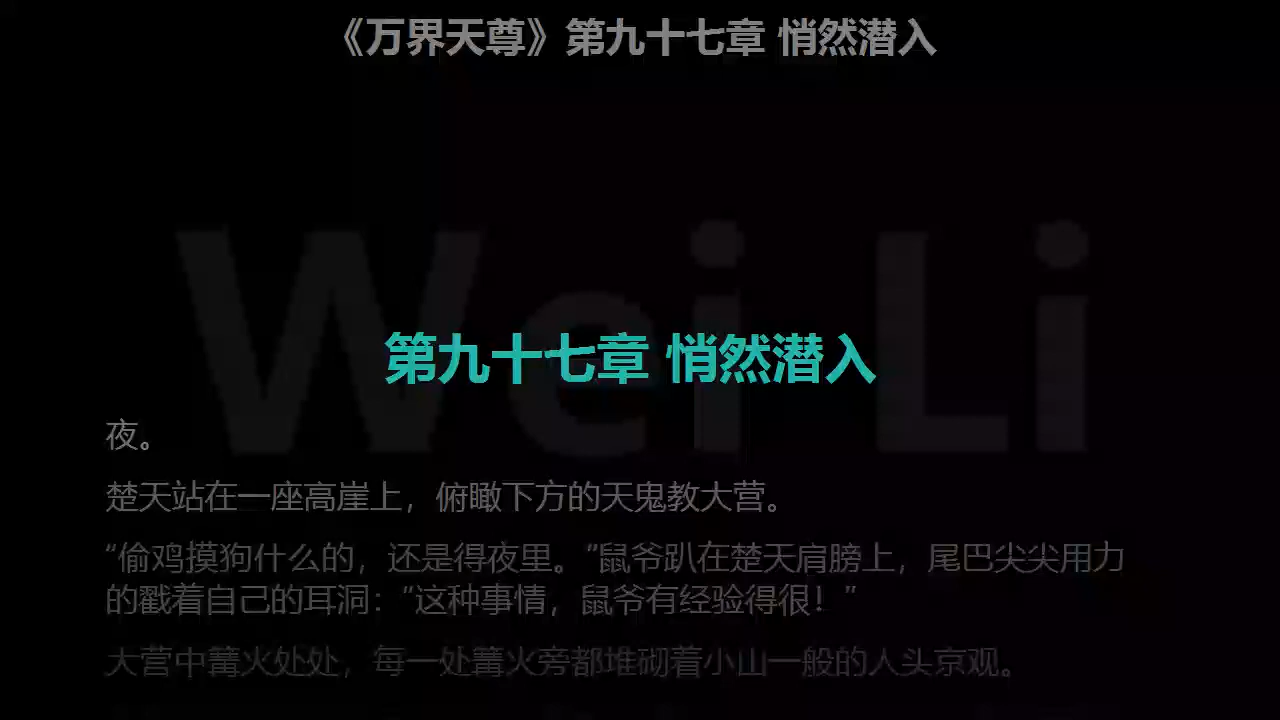 《万界天尊》第九十七章 悄然潜入
Wei Li
第九十七章 悄然潜入
夜。
楚天站在一座高崖上，俯瞰下方的天鬼教大营。
“偷鸡摸狗什么的，还是得夜里。”鼠爷趴在楚天肩膀上，尾巴尖尖用力
的戳着自己的耳洞：“这种事情，鼠爷有经验得很！”
大营中篝火处处，每一处篝火旁都堆砌着小山一般的人头京观。